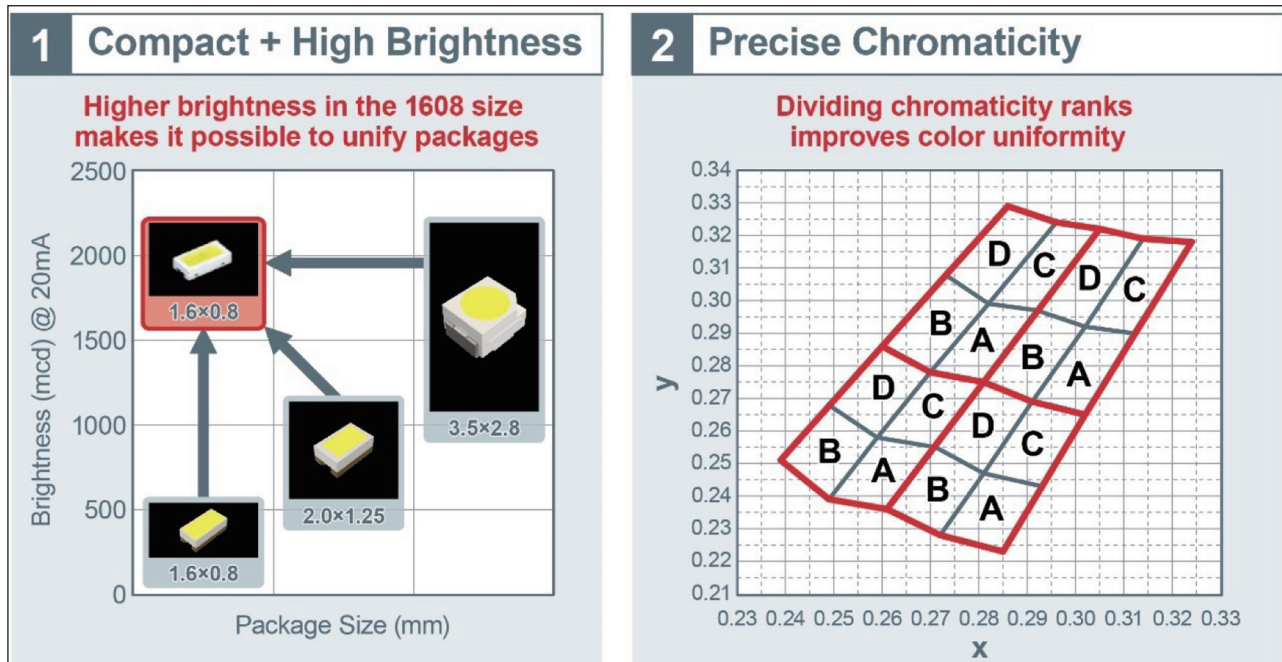 1 Compact + High Brightness
Higher brightness in the 1608 size
makes it possible to unify packages
Brightness (mcd) @ 20mA
2500
2000
1500
1000
500
0
1.6×0.8
3.5×2.8
2.0×1.25
1.6×0.8
Package Size (mm)
2 Precise Chromaticity
Dividing chromaticity ranks
improves color uniformity
y
0.34
0.33
0.32
0.31
0.30
0.29
0.28
0.27
0.26
0.25
0.24
0.23
0.22
0.21
D C D C
B A B A
D C D C
B A B A
0.23 0.24 0.25 0.26 0.27 0.28 0.29 0.30 0.31 0.32 0.33
x